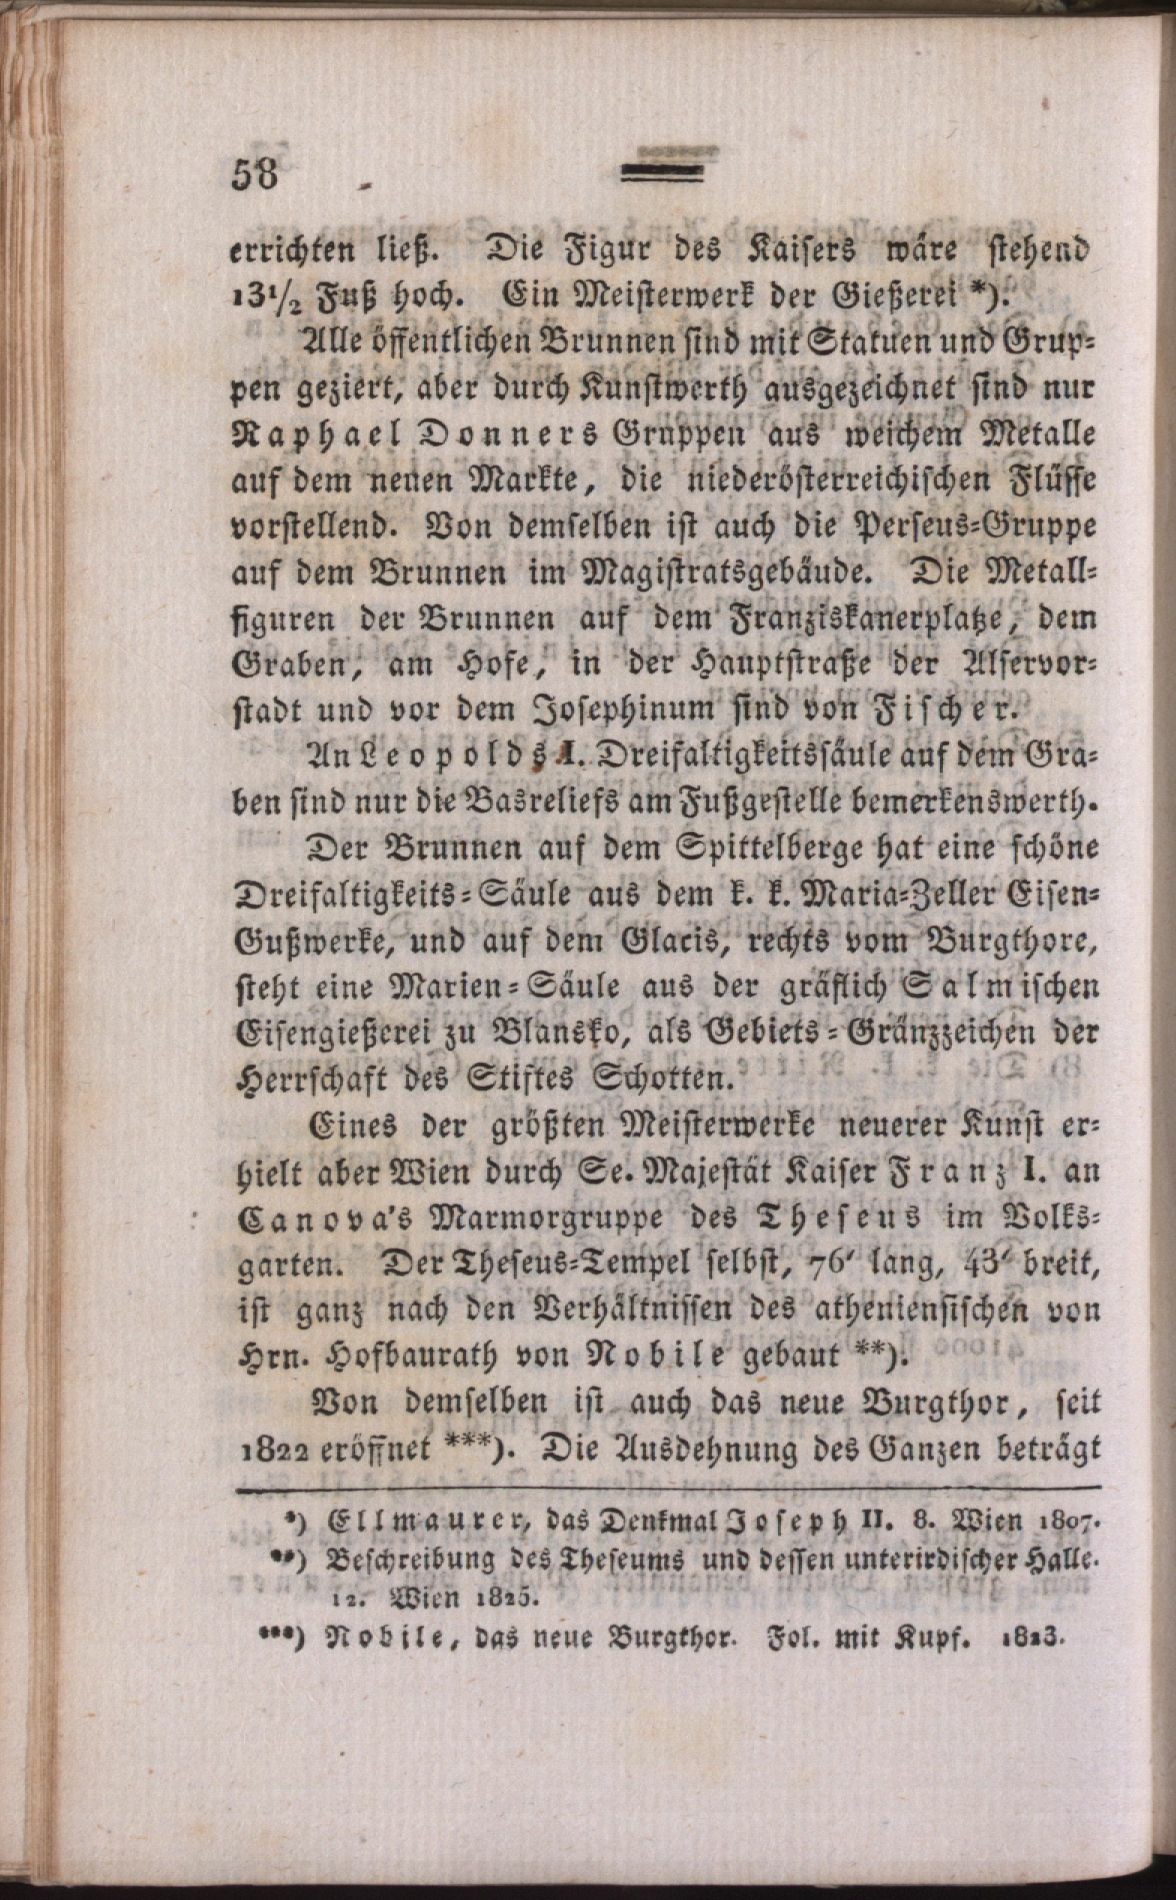 58
errichten ließ. Die Figur des Kaisers wäre stehend
13 1/2 Fuß hoch. Ein Meisterwerk der Gießerei *).
Alle öffentlichen Brunnen sind mit Statuen und Grup-
pen geziert, aber durch Kunstwerth ausgezeichnet sind nur
Raphael Donners Gruppen aus weichem Metalle
auf dem neuen Markte, die niederösterreichischen Flüsse
vorstellend. Von demselben ist auch die Perseus-Gruppe
auf dem Brunnen im Magistratsgebäude. Die Metall-
figuren der Brunnen auf dem Franziskanerplatze, dem
Graben, am Hofe, in der Hauptstraße der Alservor-
stadt und vor dem Josephinum sind von Fischer.
An Leopolds I. Dreifaltigkeitssäule auf dem Gra-
ben sind nur die Basreliefs am Fußgestelle bemerkenswerth.
Der Brunnen auf dem Spittelberge hat eine schöne
Dreifaltigkeits-Säule aus dem k. k. Maria-Zeller Eisen-
Gußwerke, und auf dem Glacis, rechts vom Burgthore,
steht eine Marien-Säule aus der gräflich Salmischen
Eisengießerei zu Blansko, als Gebiets-Gränzzeichen der
Herrschaft des Stiftes Schotten.
Eines der größten Meisterwerke neuerer Kunst er-
hielt aber Wien durch Se. Majestät Kaiser Franz I. an
Canova's Marmorgruppe des Theseus im Volks-
garten. Der Theseus-Tempel selbst, 76' lang, 43' breit,
ist ganz nach den Verhältnissen des atheniensischen von
Hrn. Hofbaurath von Nobile gebaut **).
Von demselben ist auch das neue Burgthor, seit
1822 eröffnet ***). Die Ausdehnung des Ganzen beträgt
*) Ellmaurer, das Denkmal Joseph II. 8. Wien 1807.
**) Beschreibung des Theseums und dessen unterirdischer Halle.
12. Wien 1825.
***) Nobile, das neue Burgthor. Fol. mit Kupf. 1823.